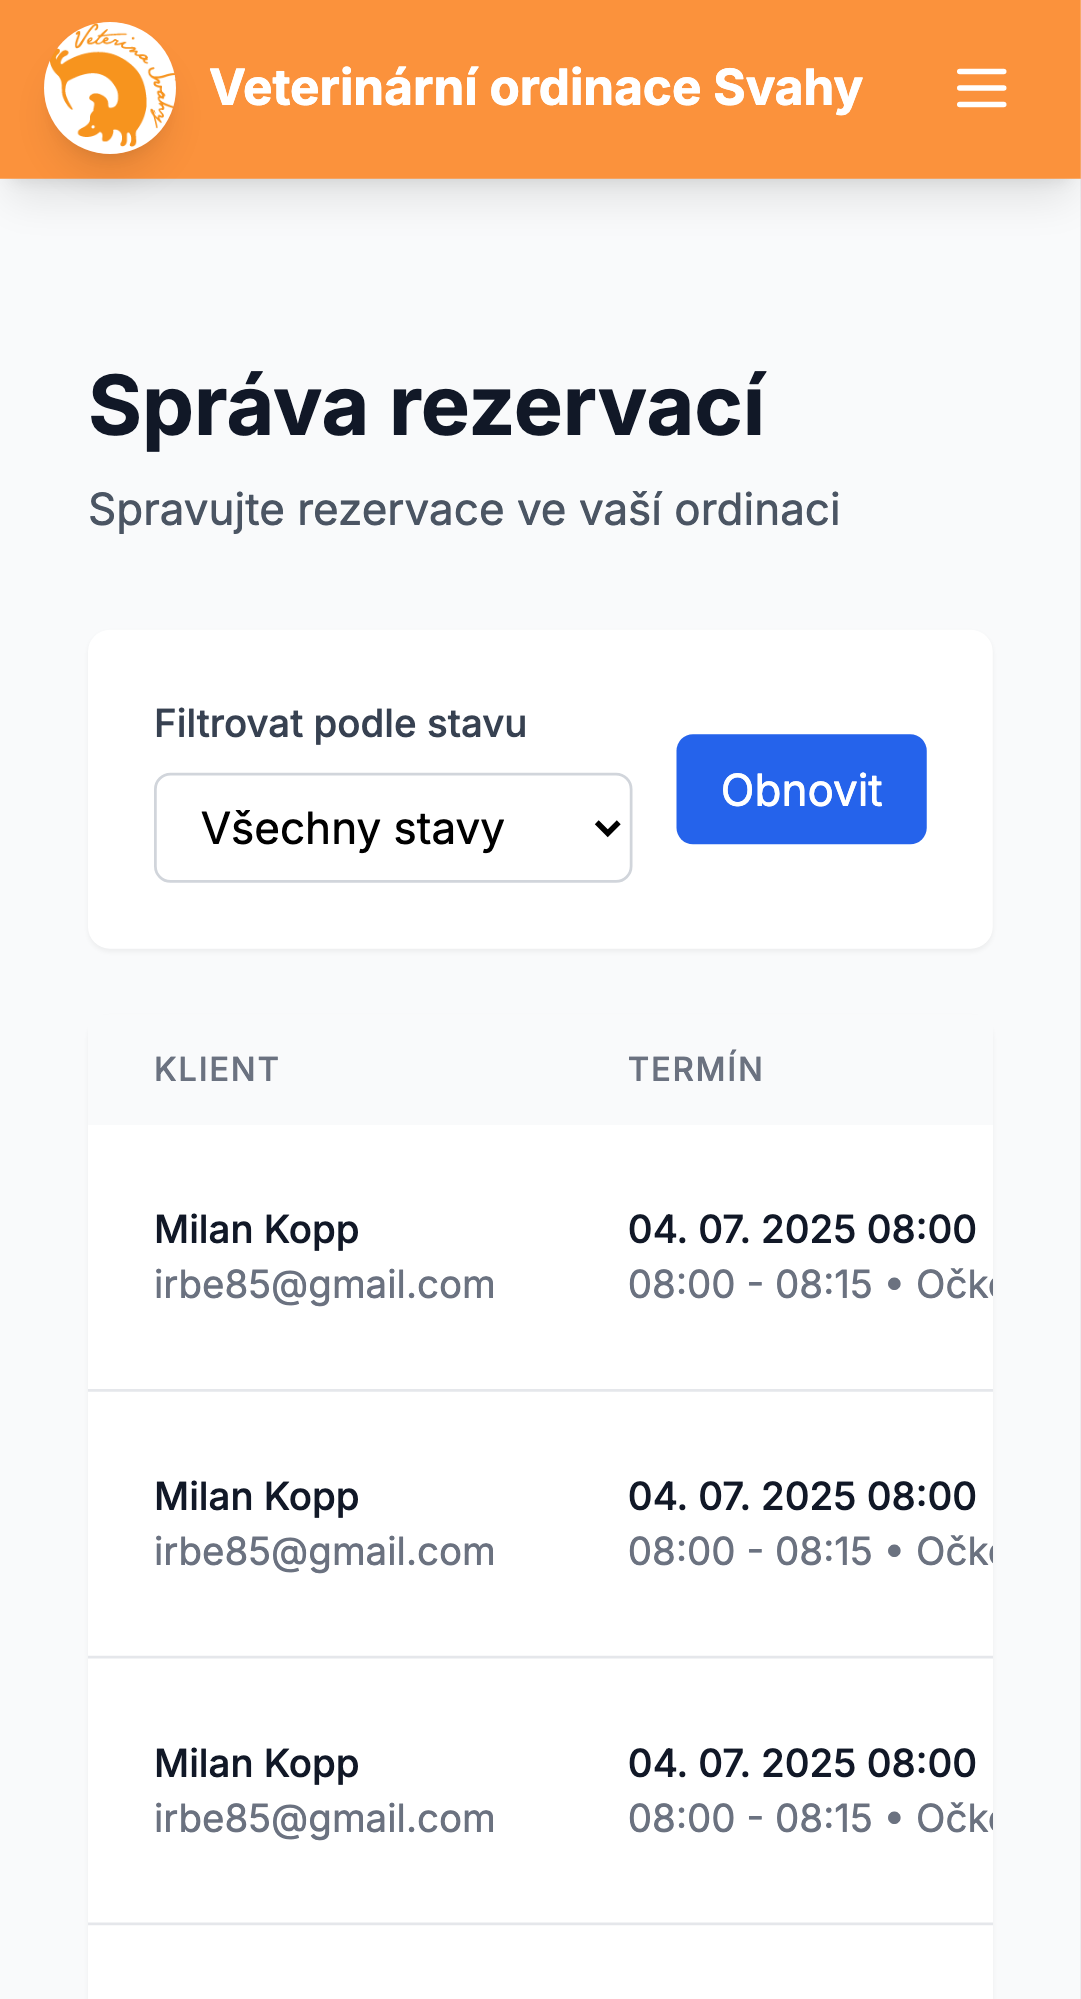 Veterina Svahy
Veterinární ordinace Svahy
Správa rezervací
Spravujte rezervace ve vaší ordinaci
Filtrovat podle stavu
Všechny stavy
Obnovit
KLIENT TERMÍN
Milan Kopp 04. 07. 2025 08:00
irbe85@gmail.com 08:00 - 08:15 • Očk
Milan Kopp 04. 07. 2025 08:00
irbe85@gmail.com 08:00 - 08:15 • Očk
Milan Kopp 04. 07. 2025 08:00
irbe85@gmail.com 08:00 - 08:15 • Očk